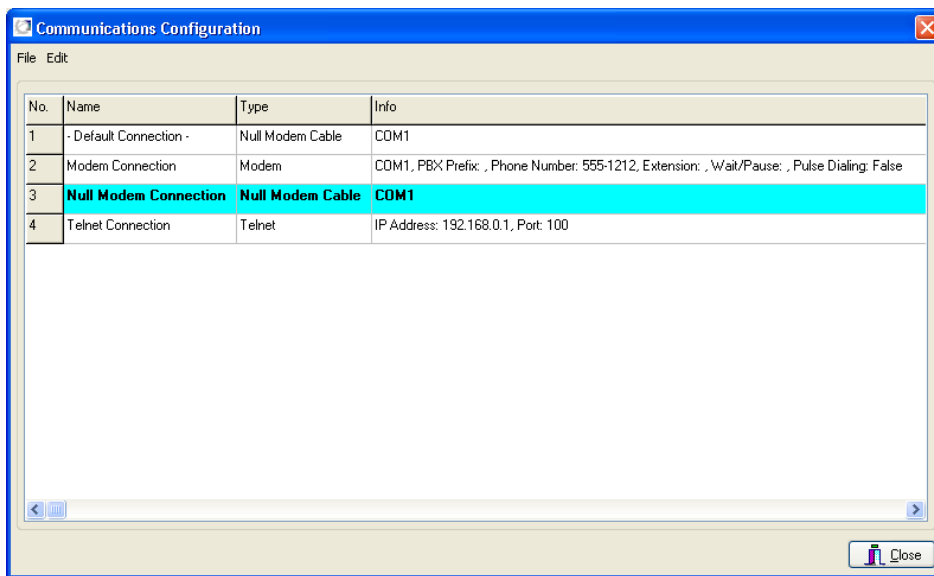 Communications Configuration
File Edit
No. Name Type Info
1 - Default Connection - Null Modem Cable COM1
2 Modem Connection Modem COM1, PBX Prefix: , Phone Number: 555-1212, Extension: , Wait/Pause: , Pulse Dialing: False
3 Null Modem Connection Null Modem Cable COM1
4 Telnet Connection Telnet IP Address: 192.168.0.1, Port: 100
Close